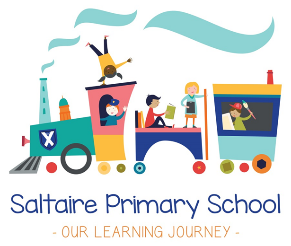 Saltaire Primary School
- OUR LEARNING JOURNEY -